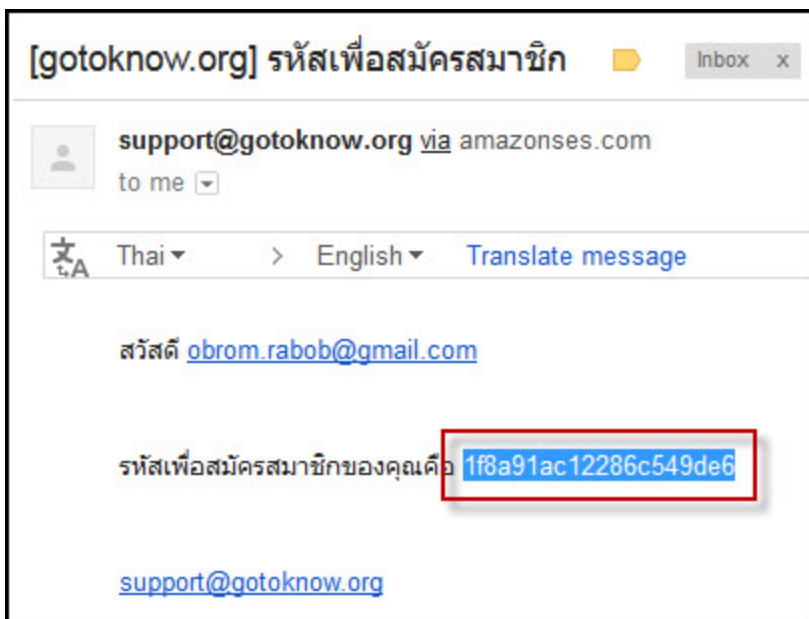 [gotoknow.org] รหัสเพื่อสมัครสมาชิก Inbox x
support@gotoknow.org via amazonses.com
to me
Thai > English Translate message
สวัสดี obrom.rabob@gmail.com
รหัสเพื่อสมัครสมาชิกของคุณคือ 1f8a91ac12286c549de6
support@gotoknow.org